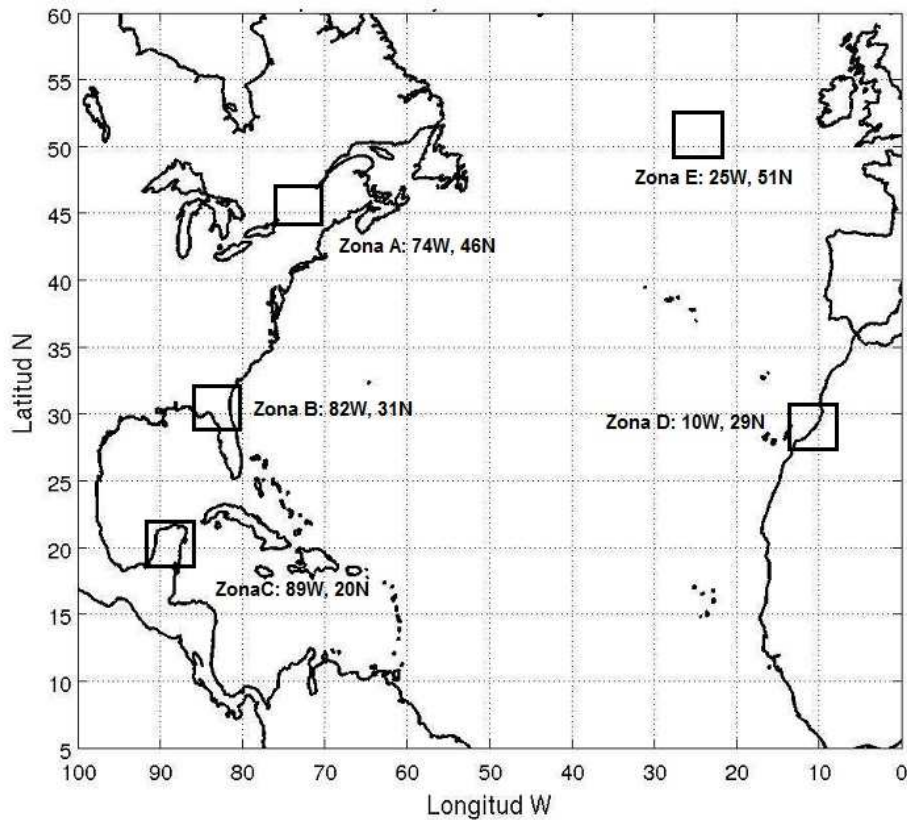 60
55
50
45
40
35
30
25
20
15
10
5
Latitud N
Zona E: 25W, 51N
Zona A: 74W, 46N
Zona B: 82W, 31N
Zona D: 10W, 29N
ZonaC: 89W, 20N
100 90 80 70 60 50 40 30 20 10 0
Longitud W